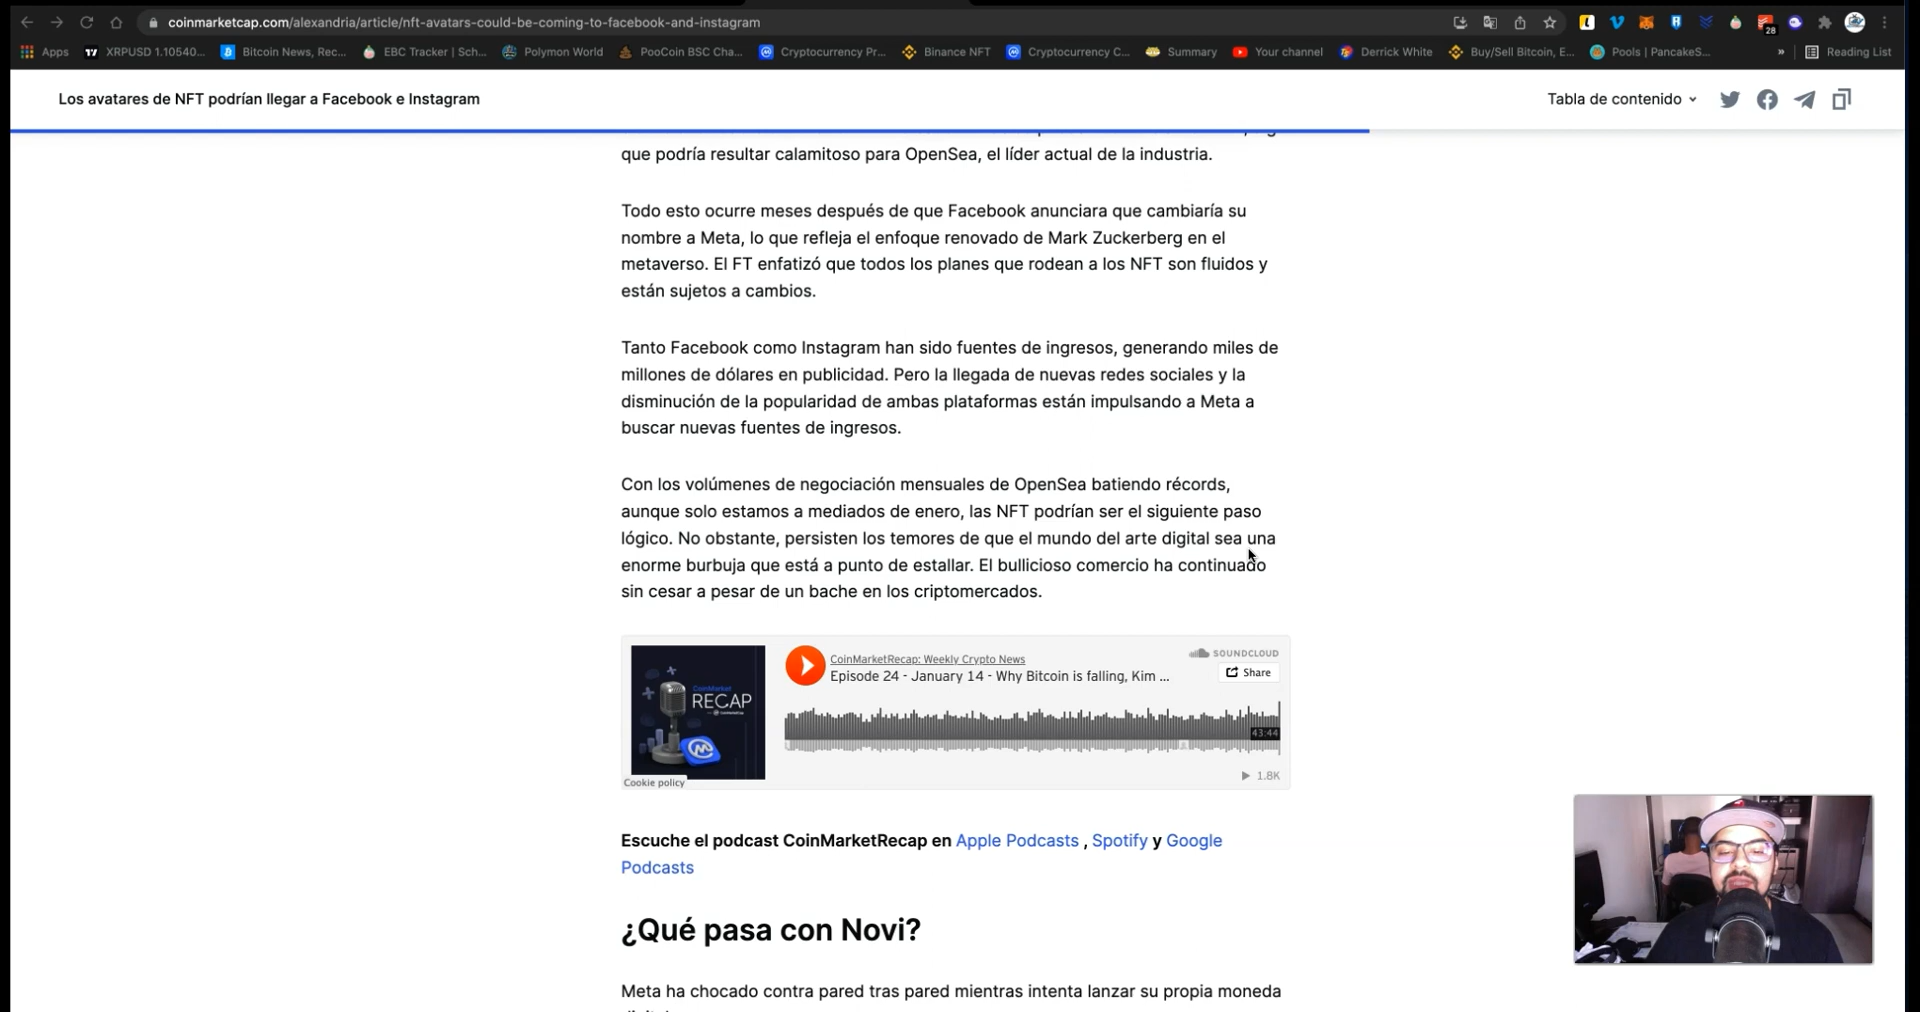 coinmarketcap.com/alexandria/article/nft-avatars-could-be-coming-to-facebook-and-instagram
28
Apps XRPUSD 1.10540... Bitcoin News, Rec... EBC Tracker | Sch... Polymon World PooCoin BSC Cha... Cryptocurrency Pr... Binance NFT Cryptocurrency C... Summary Your channel Derrick White Buy/Sell Bitcoin, E... Pools | PancakeS... » Reading List
Los avatares de NFT podrían llegar a Facebook e Instagram Tabla de contenido
que podría resultar calamitoso para OpenSea, el líder actual de la industria.
Todo esto ocurre meses después de que Facebook anunciara que cambiaría su
nombre a Meta, lo que refleja el enfoque renovado de Mark Zuckerberg en el
metaverso. El FT enfatizó que todos los planes que rodean a los NFT son fluidos y
están sujetos a cambios.
Tanto Facebook como Instagram han sido fuentes de ingresos, generando miles de
millones de dólares en publicidad. Pero la llegada de nuevas redes sociales y la
disminución de la popularidad de ambas plataformas están impulsando a Meta a
buscar nuevas fuentes de ingresos.
Con los volúmenes de negociación mensuales de OpenSea batiendo récords,
aunque solo estamos a mediados de enero, las NFT podrían ser el siguiente paso
lógico. No obstante, persisten los temores de que el mundo del arte digital sea una
enorme burbuja que está a punto de estallar. El bullicioso comercio ha continuado
sin cesar a pesar de un bache en los criptomercados.
CoinMarket
RECAP
Cookie policy
CoinMarketRecap: Weekly Crypto News
Episode 24 - January 14 - Why Bitcoin is falling, Kim ...
SOUNDCLOUD
Share
43:44
1.8K
Escuche el podcast CoinMarketRecap en Apple Podcasts , Spotify y Google
Podcasts
¿Qué pasa con Novi?
Meta ha chocado contra pared tras pared mientras intenta lanzar su propia moneda